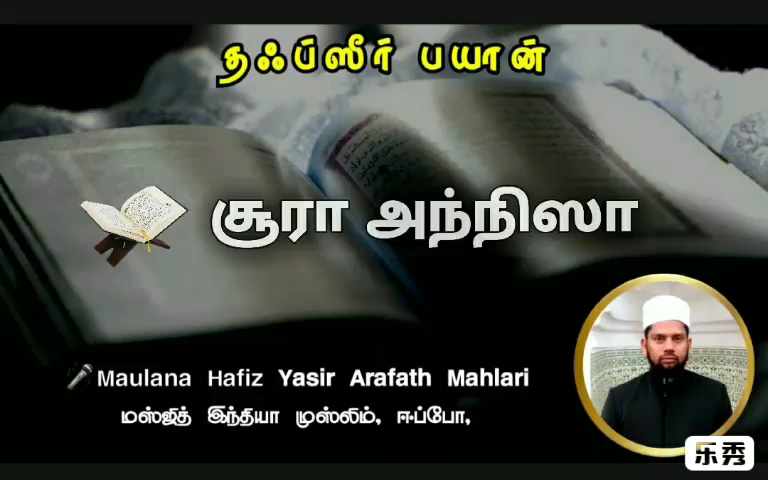 தஃப்ஸீர் பயான்
சூரா அந்நிஸா
Maulana Hafiz Yasir Arafath Mahlari
மஸ்ஜித் இந்தியா முஸ்லிம், ஈப்போ,
乐秀